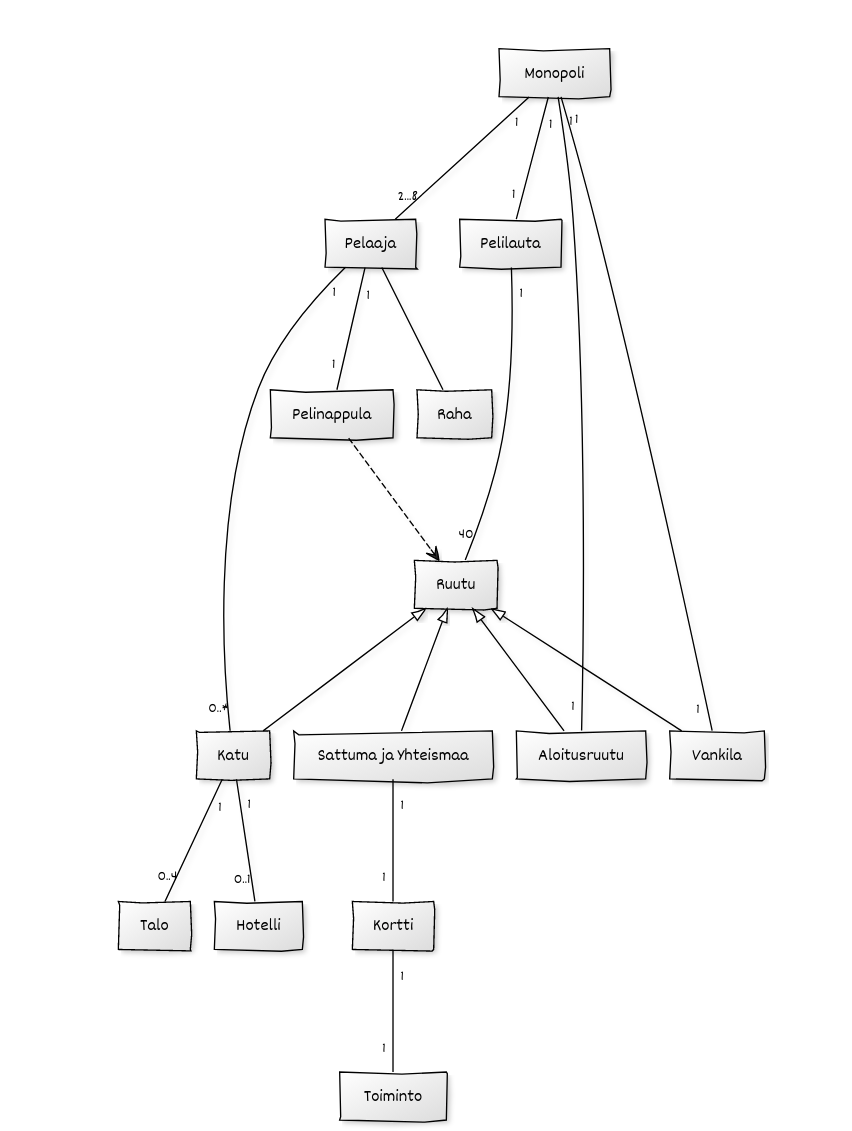 Monopoli
1
1
1
1
2...8
1
Pelaaja
Pelilauta
1
1
1
1
Pelinappula
Raha
40
Ruutu
0..*
1
1
Katu
Sattuma ja Yhteismaa
Aloitusruutu
Vankila
1
1
1
0..4
0..1
1
Talo
Hotelli
Kortti
1
1
Toiminto